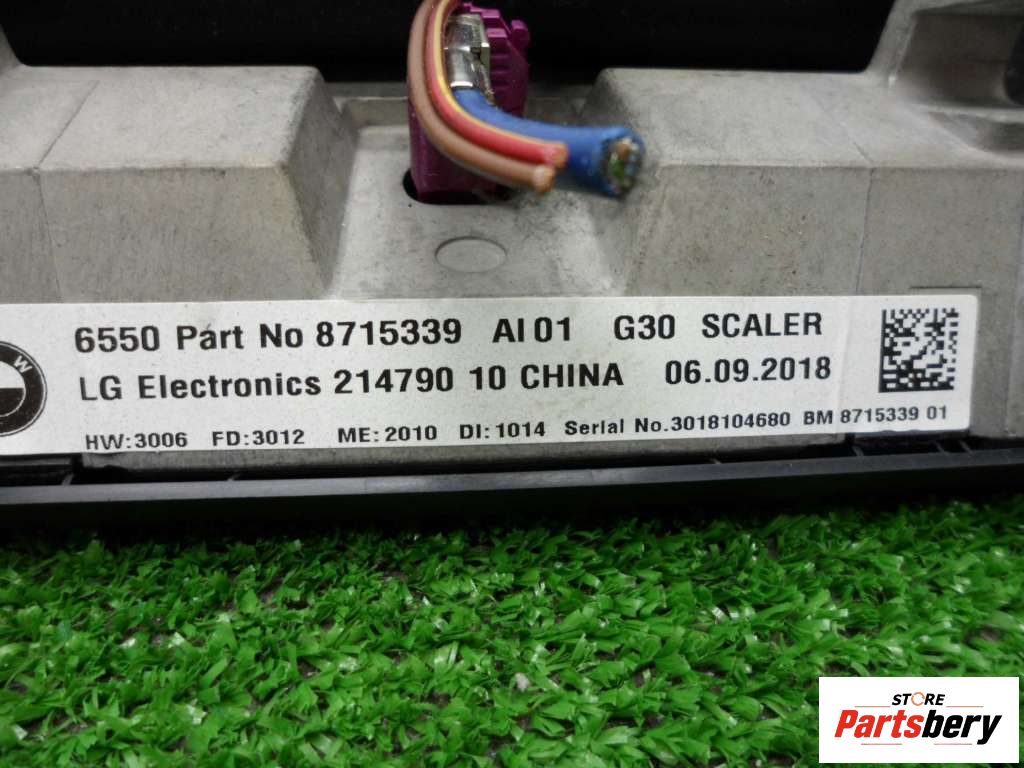 6550 Part No 8715339 AI 01 G30 SCALER
LG Electronics 214790 10 CHINA 06.09.2018
HW:3006 FD:3012 ME:2010 DI:1014 Serial No.3018104680 BM 8715339 01
W
STORE
Partsbery